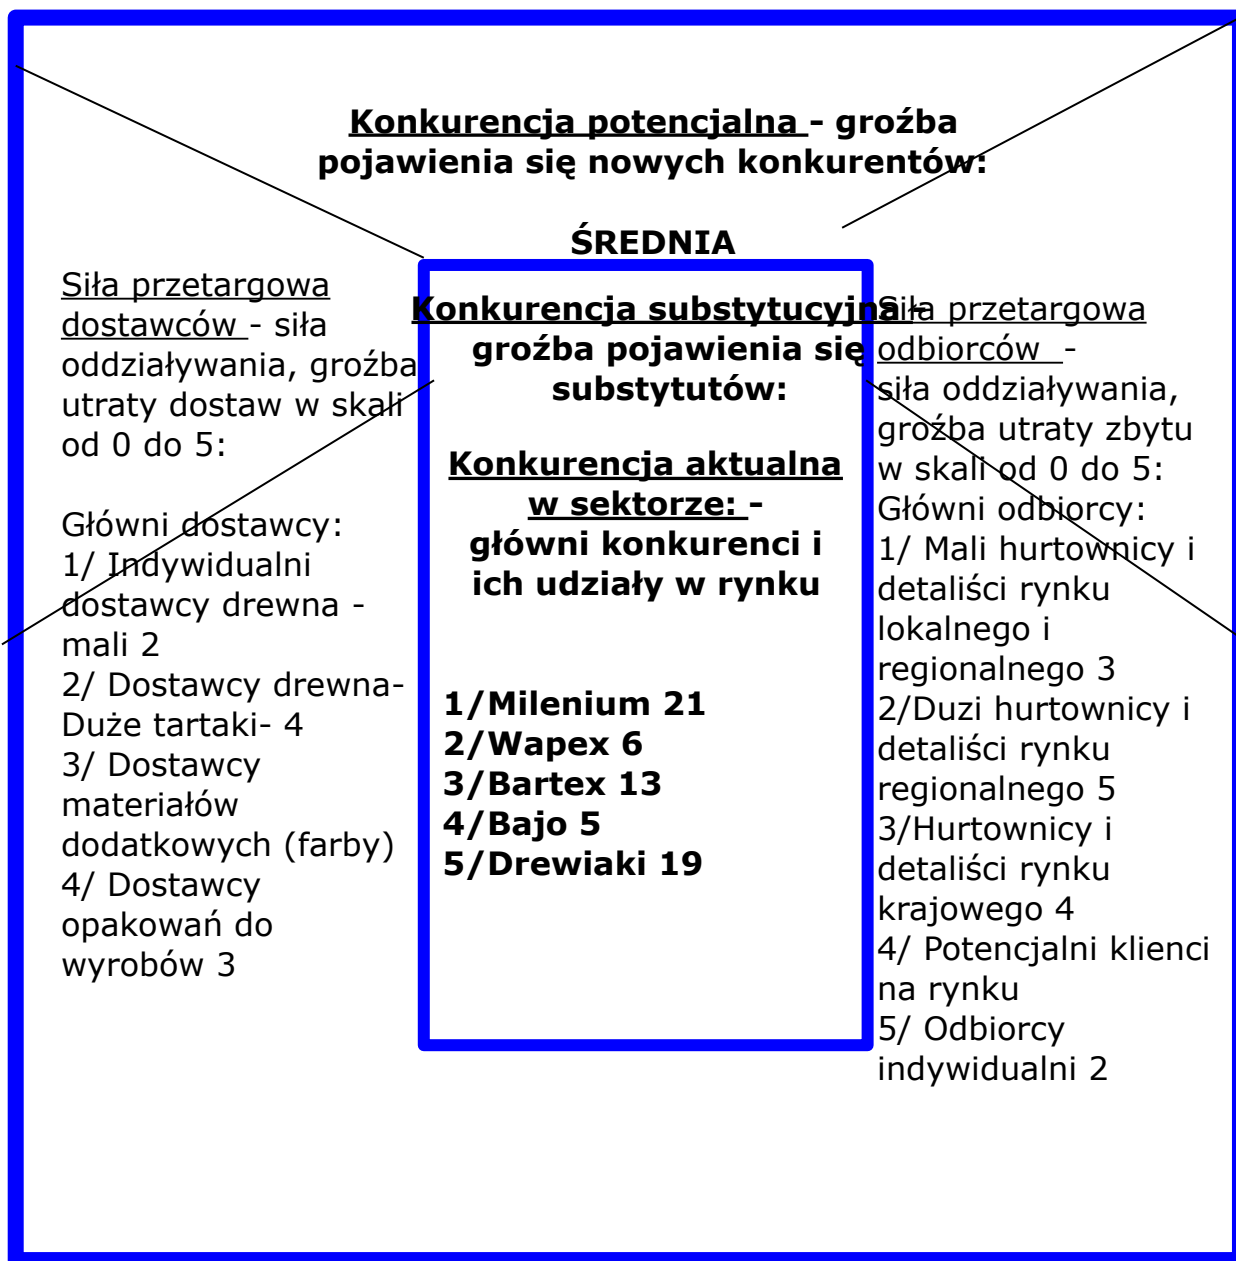 Konkurencja potencjalna - groźba
pojawienia się nowych konkurentów:
ŚREDNIA
Siła przetargowa
dostawców - siła
oddziaływania, groźba
utraty dostaw w skali
od 0 do 5:
Główni dostawcy:
1/ Indywidualni
dostawcy drewna -
mali 2
2/ Dostawcy drewna-
Duże tartaki- 4
3/ Dostawcy
materiałów
dodatkowych (farby)
4/ Dostawcy
opakowań do
wyrobów 3
Konkurencja substytucyjna -
groźba pojawienia się
substytutów:
Konkurencja aktualna
w sektorze: -
główni konkurenci i
ich udziały w rynku
1/Milenium 21
2/Wapex 6
3/Bartex 13
4/Bajo 5
5/Drewiaki 19
Siła przetargowa
odbiorców -
siła oddziaływania,
groźba utraty zbytu
w skali od 0 do 5:
Główni odbiorcy:
1/ Mali hurtownicy i
detaliści rynku
lokalnego i
regionalnego 3
2/Duzi hurtownicy i
detaliści rynku
regionalnego 5
3/Hurtownicy i
detaliści rynku
krajowego 4
4/ Potencjalni klienci
na rynku
5/ Odbiorcy
indywidualni 2